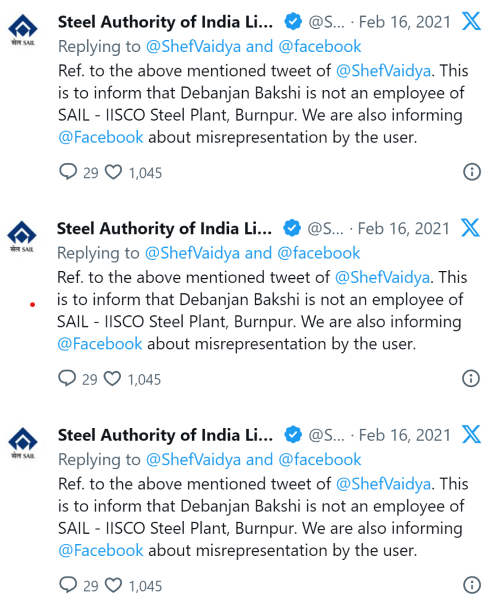 Steel Authority of India Li... @S... · Feb 16, 2021
सेल SAIL
Replying to @ShefVaidya and @facebook
Ref. to the above mentioned tweet of @ShefVaidya. This
is to inform that Debanjan Bakshi is not an employee of
SAIL - IISCO Steel Plant, Burnpur. We are also informing
@Facebook about misrepresentation by the user.
29 1,045
Steel Authority of India Li... @S... · Feb 16, 2021
सेल SAIL
Replying to @ShefVaidya and @facebook
Ref. to the above mentioned tweet of @ShefVaidya. This
is to inform that Debanjan Bakshi is not an employee of
SAIL - IISCO Steel Plant, Burnpur. We are also informing
@Facebook about misrepresentation by the user.
29 1,045
Steel Authority of India Li... @S... · Feb 16, 2021
सेल SAIL
Replying to @ShefVaidya and @facebook
Ref. to the above mentioned tweet of @ShefVaidya. This
is to inform that Debanjan Bakshi is not an employee of
SAIL - IISCO Steel Plant, Burnpur. We are also informing
@Facebook about misrepresentation by the user.
29 1,045